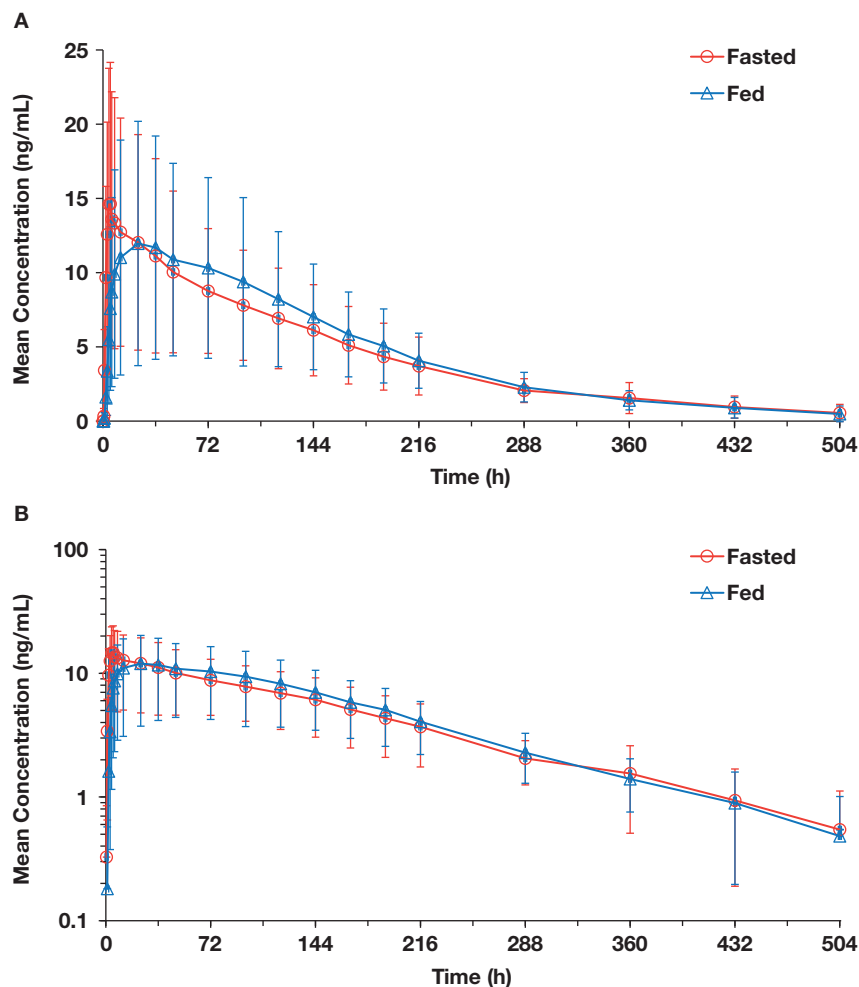 A
25
20
15
10
5
0
Mean Concentration (ng/mL)
Fasted
Fed
0 72 144 216 288 360 432 504
Time (h)
B
100
10
1
0.1
Mean Concentration (ng/mL)
Fasted
Fed
0 72 144 216 288 360 432 504
Time (h)